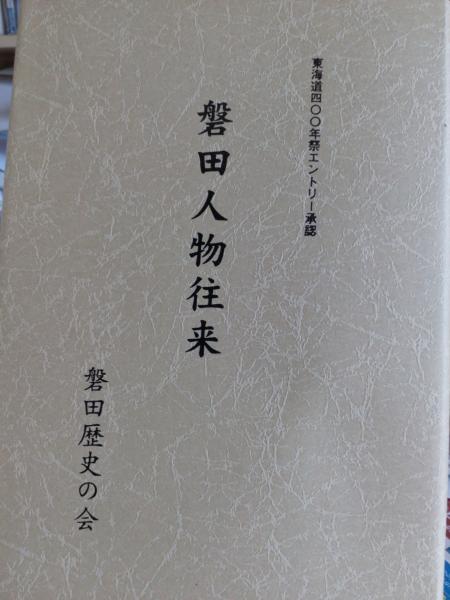 東海道四〇〇年祭エントリー承認
磐田人物往来
磐田歴史の会